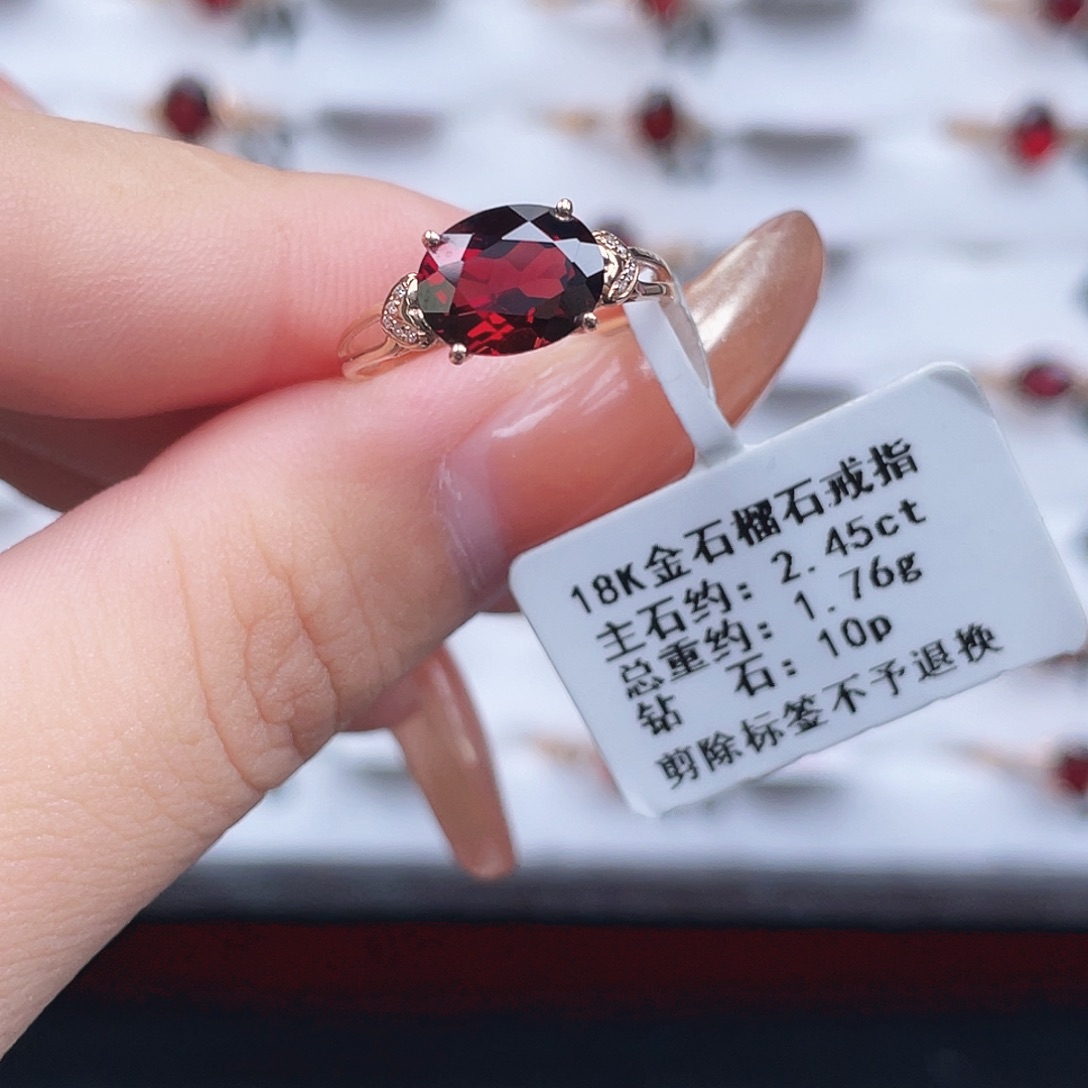 18K金石榴石戒指
主石约: 2.45ct
总重约: 1.76g
钻 石: 10p
剪除标签不予退换